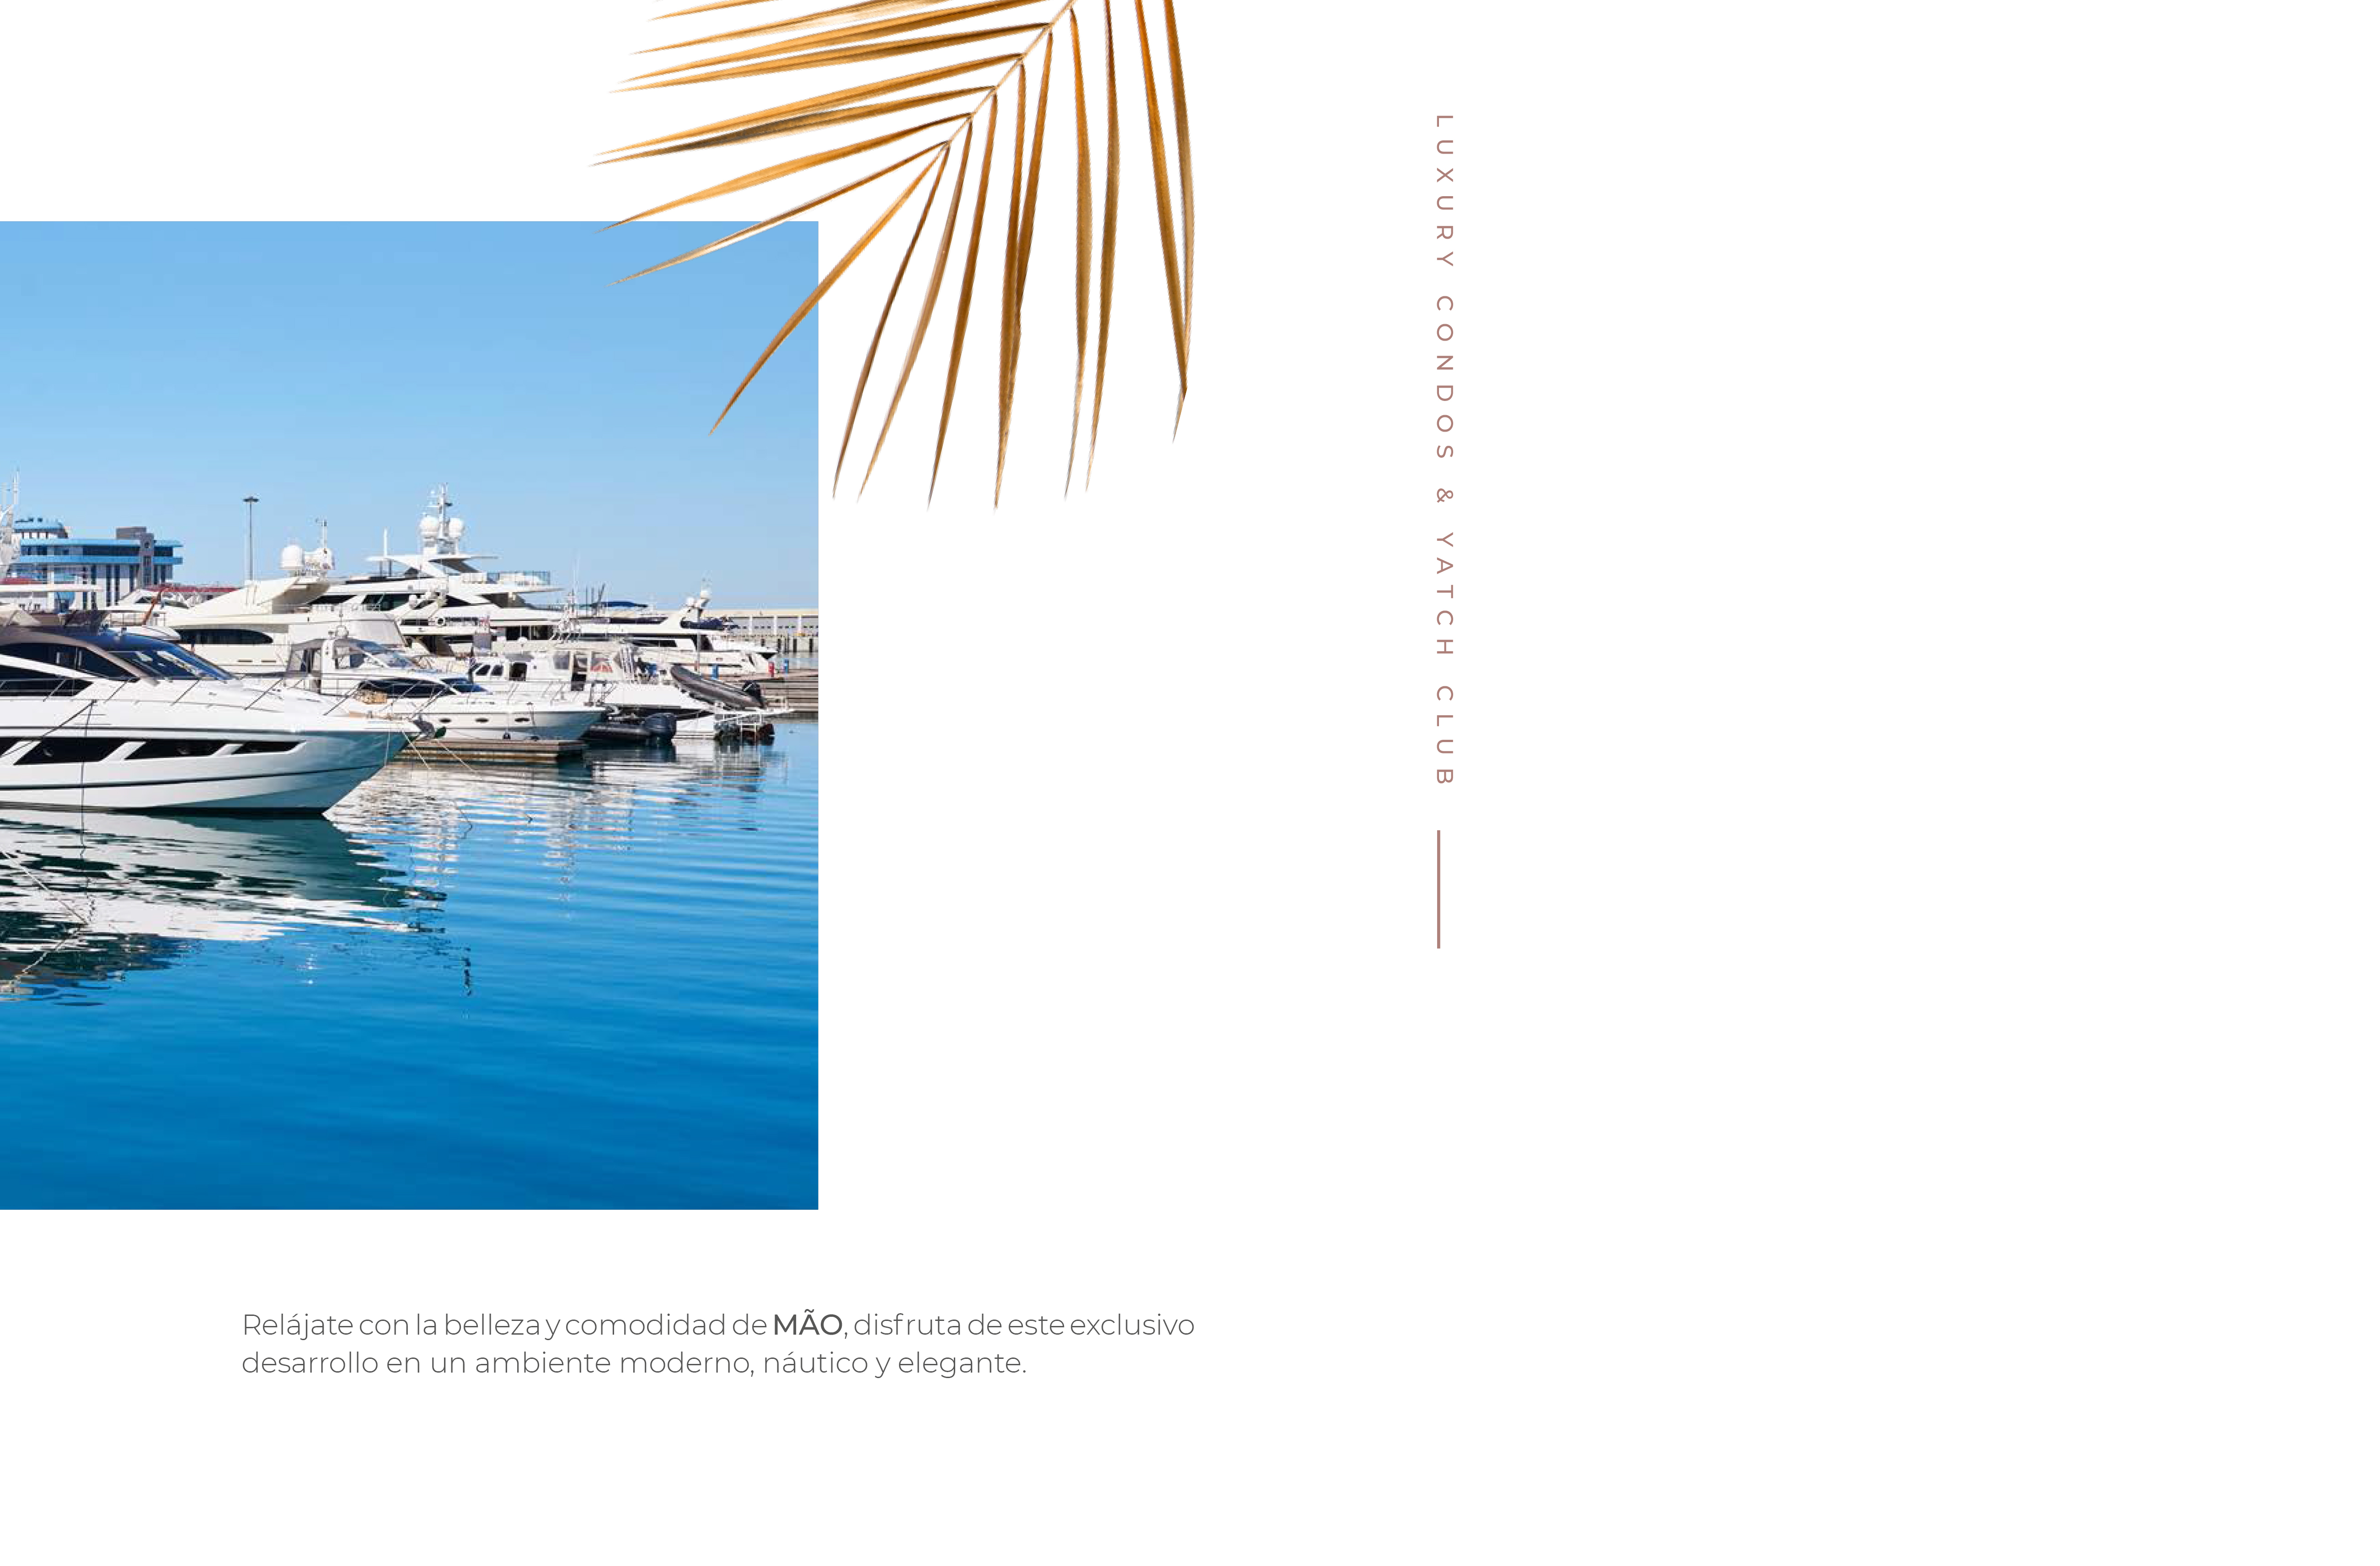 LUXURY CONDOS & YATCH CLUB
Relájate con la belleza y comodidad de MÃO, disfruta de este exclusivo
desarrollo en un ambiente moderno, náutico y elegante.